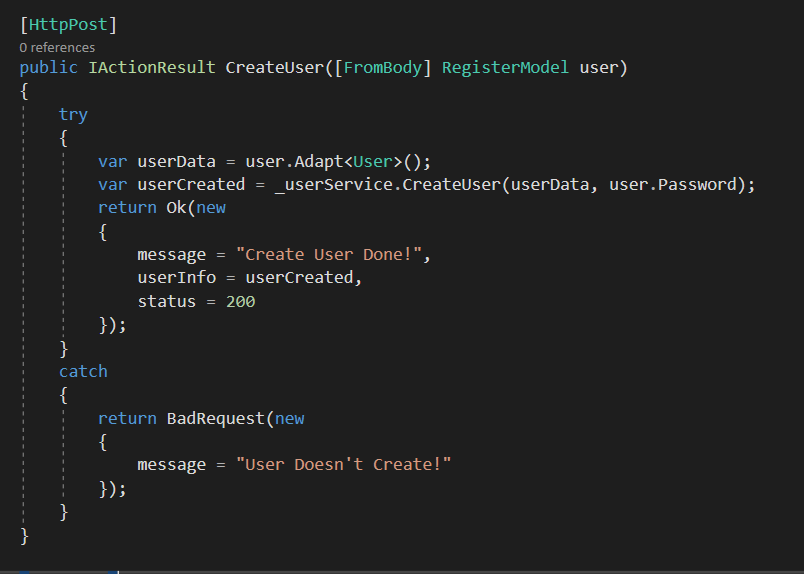 [HttpPost]
0 references
public IActionResult CreateUser([FromBody] RegisterModel user)
{
try
{
var userData = user.Adapt<User>();
var userCreated = _userService.CreateUser(userData, user.Password);
return Ok(new
{
message = "Create User Done!",
userInfo = userCreated,
status = 200
});
}
catch
{
return BadRequest(new
{
message = "User Doesn't Create!"
});
}
}